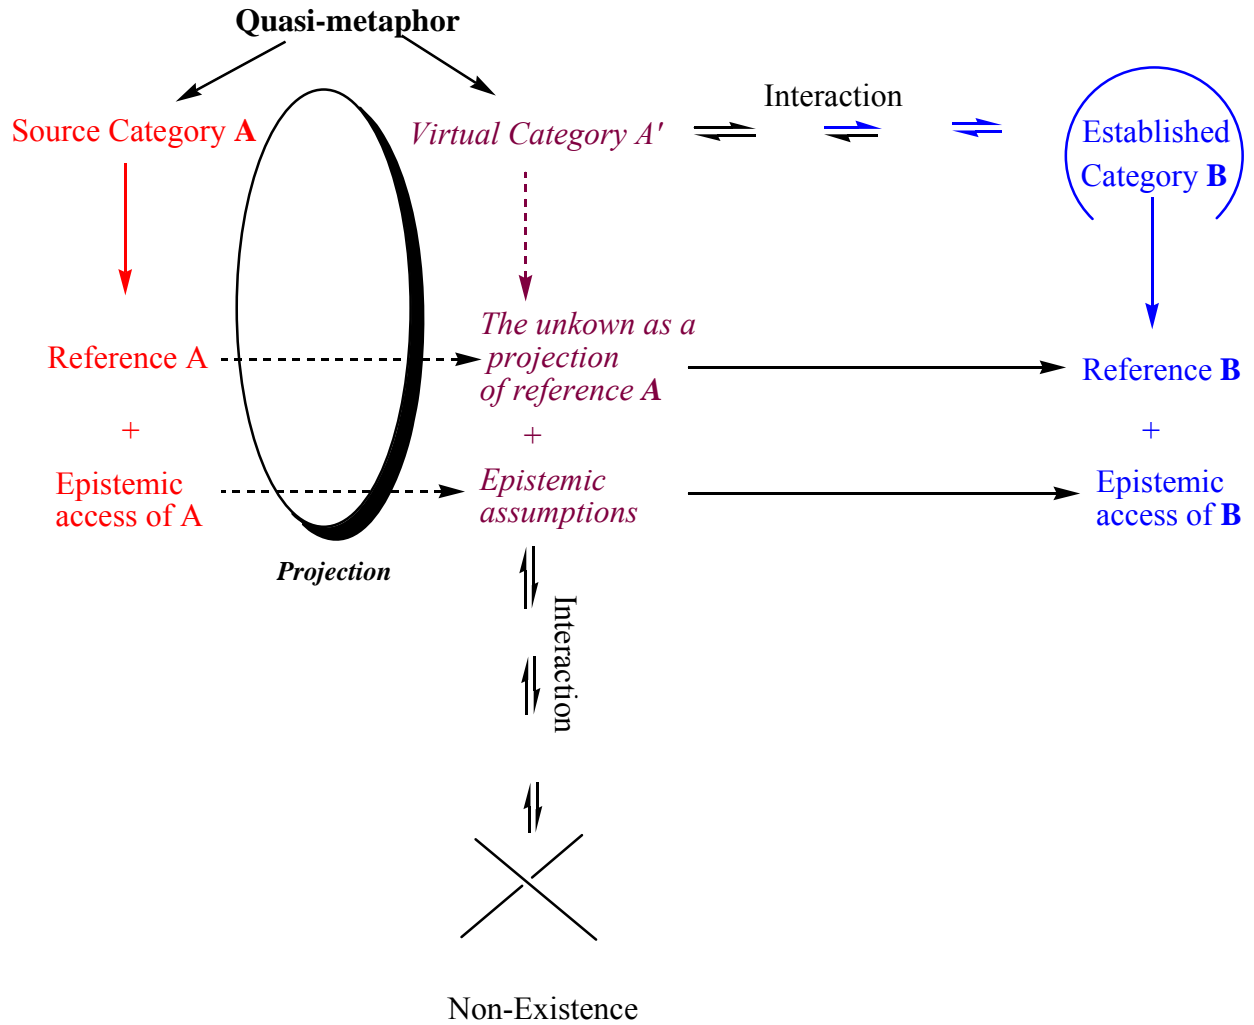 Quasi-metaphor
Interaction
Source Category A
Virtual Category A'
Established
Category B
The unkown as a
projection
of reference A
Reference A
Reference B
+
+
+
Epistemic
access of A
Epistemic
assumptions
Epistemic
access of B
Projection
Interaction
Non-Existence